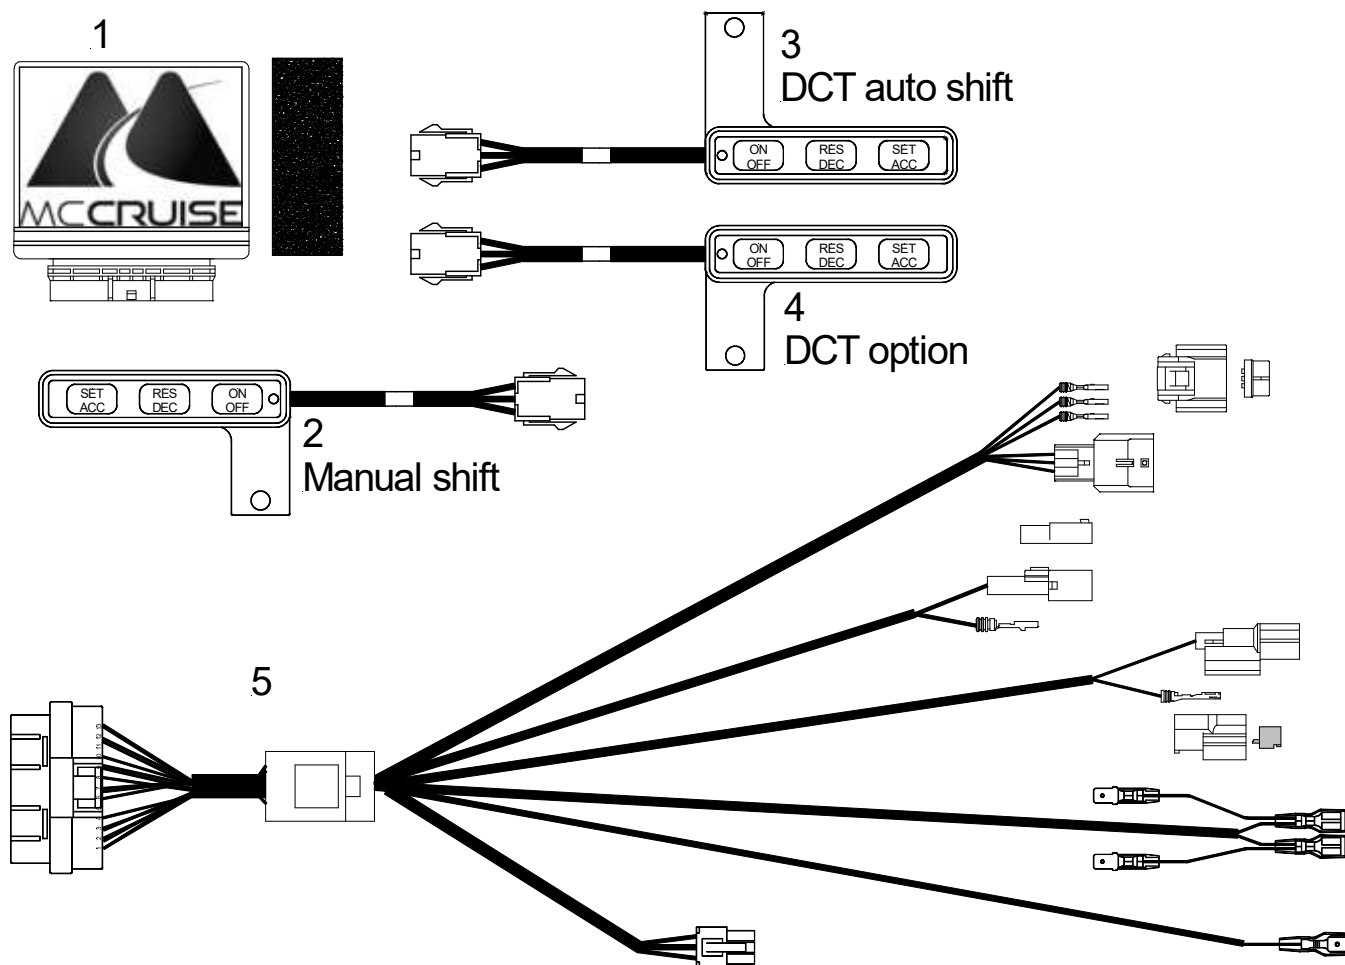 1
MCCRUISE
3
DCT auto shift
ON
OFF
RES
DEC
SET
ACC
ON
OFF
RES
DEC
SET
ACC
4
DCT option
SET
ACC
RES
DEC
ON
OFF
2
Manual shift
5